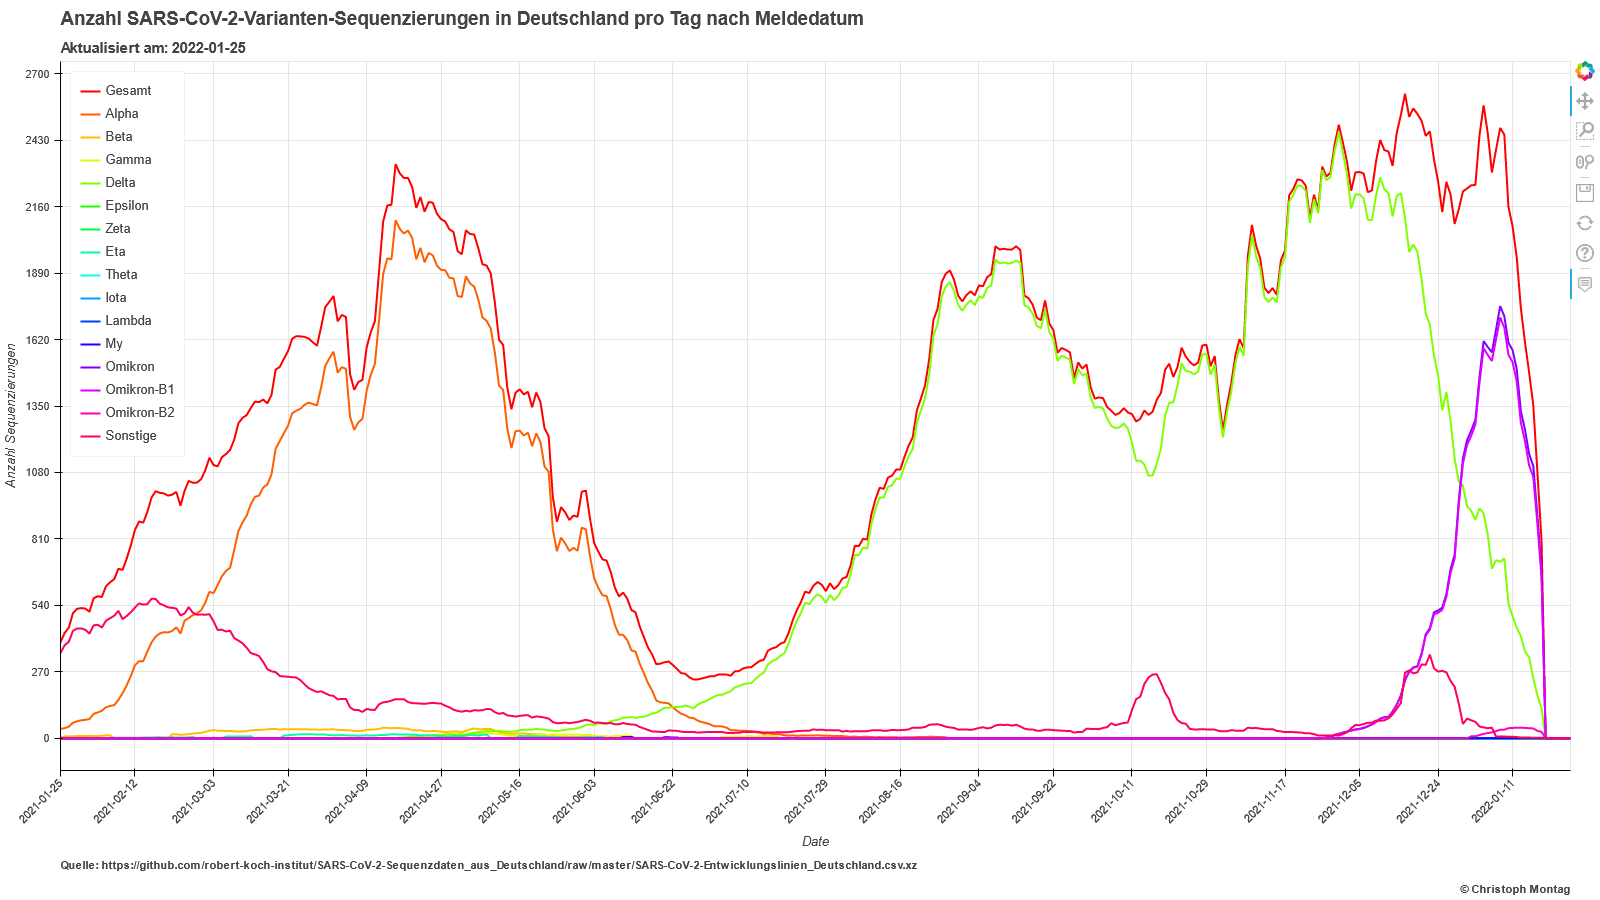 Anzahl SARS-CoV-2-Varianten-Sequenzierungen in Deutschland pro Tag nach Meldedatum
Aktualisiert am: 2022-01-25
2700
2430
2160
1890
1620
1350
1080
810
540
270
0
Anzahl Sequenzierungen
Gesamt
Alpha
Beta
Gamma
Delta
Epsilon
Zeta
Eta
Theta
Iota
Lambda
My
Omikron
Omikron-B1
Omikron-B2
Sonstige
2021-01-25
2021-02-12
2021-03-03
2021-03-21
2021-04-09
2021-04-27
2021-05-16
2021-06-03
2021-06-22
2021-07-10
2021-07-29
2021-08-16
2021-09-04
2021-09-22
2021-10-11
2021-10-29
2021-11-17
2021-12-05
2021-12-24
2022-01-11
Date
Quelle: https://github.com/robert-koch-institut/SARS-CoV-2-Sequenzdaten_aus_Deutschland/raw/master/SARS-CoV-2-Entwicklungslinien_Deutschland.csv.xz
© Christoph Montag